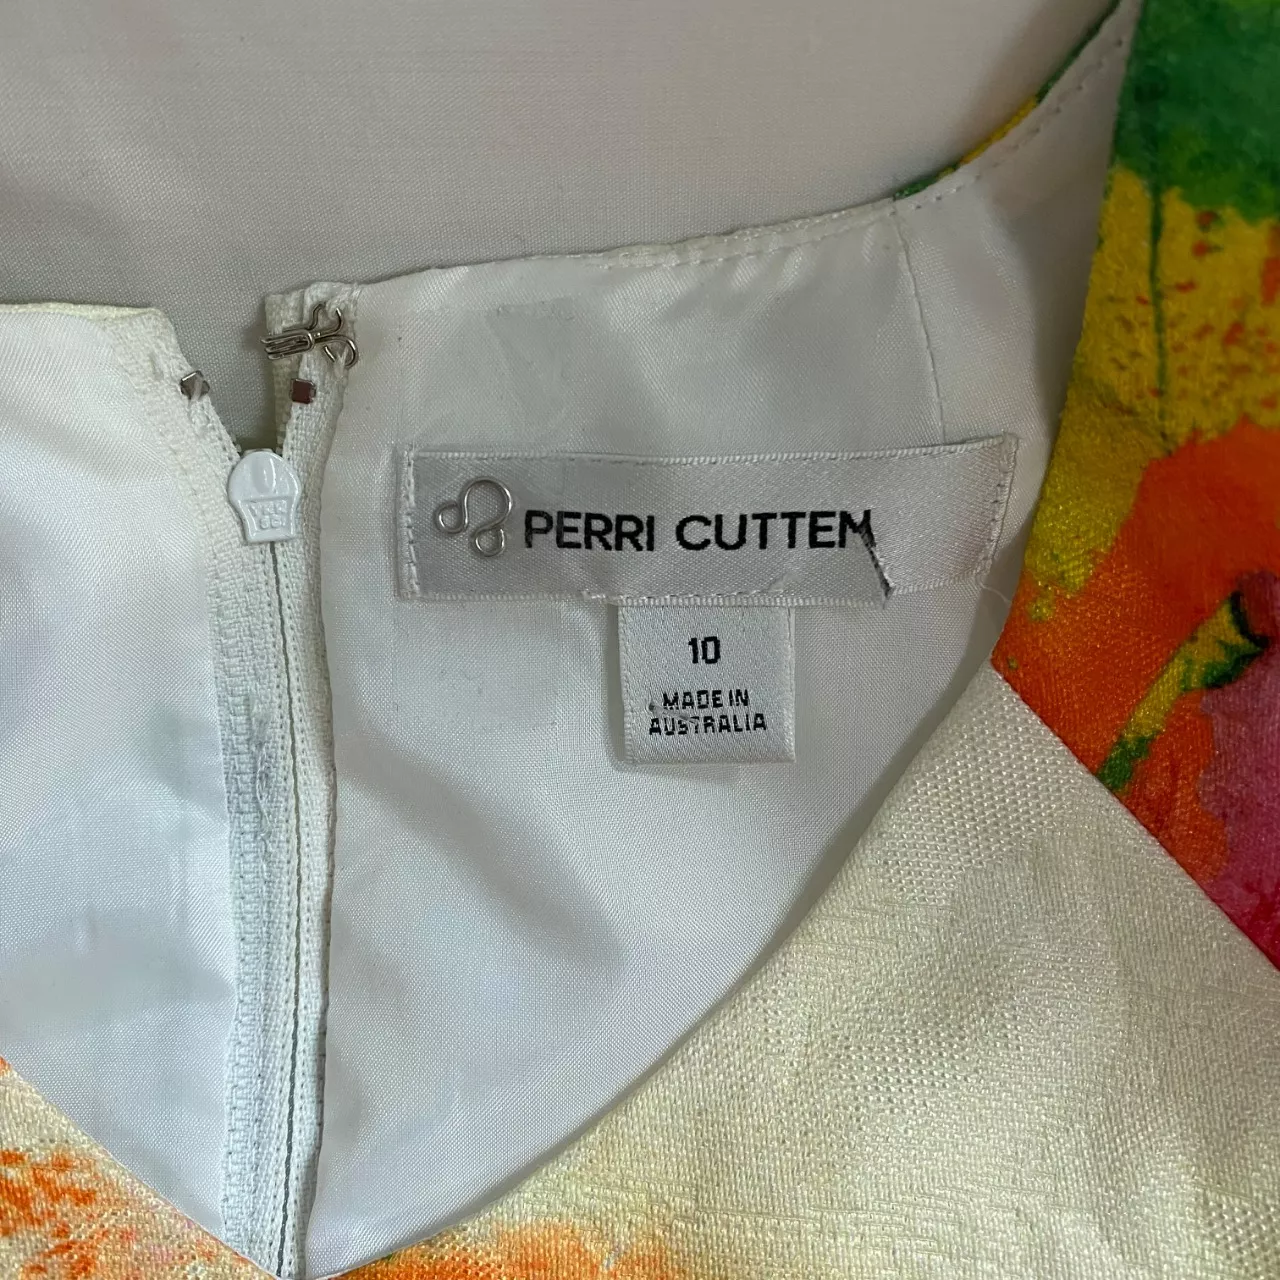 PERRI CUTTEN
10
MADE IN
AUSTRALIA